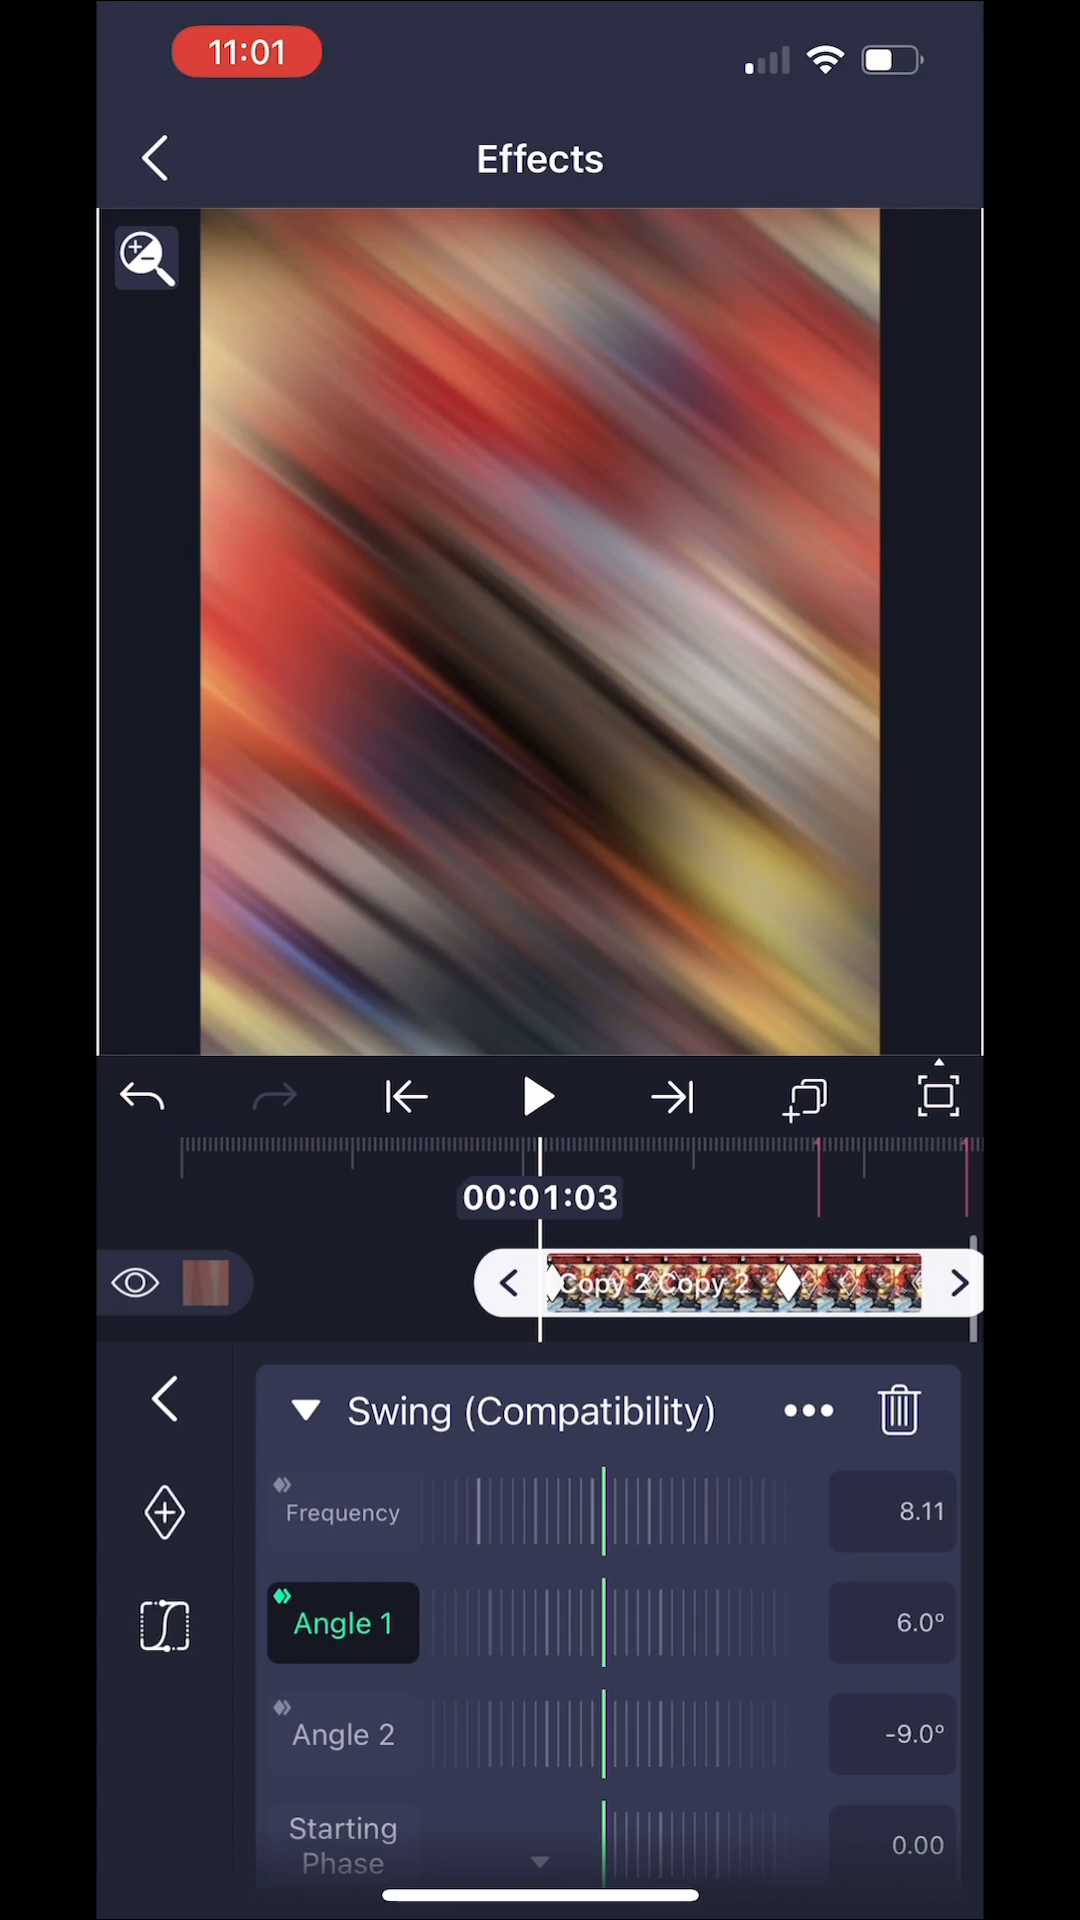 11:01
Effects
00:01:03
Copy 2 Copy 2
Swing (Compatibility)
Frequency
8.11
Angle 1
6.0°
Angle 2
-9.0°
Starting
Phase
0.00